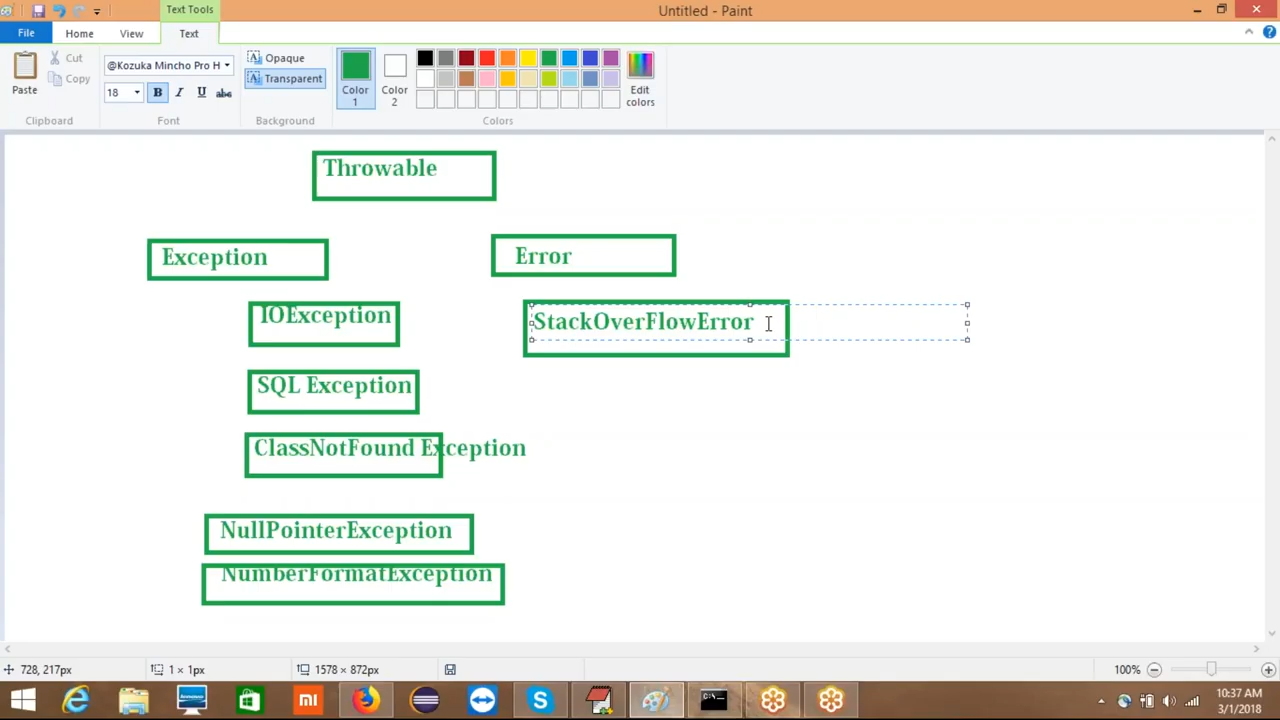 Text Tools
Untitled - Paint
File
Home
View
Text
Paste
Cut
Copy
Clipboard
@Kozuka Mincho Pro H
18
B
I
U
abc
Font
A Opaque
A Transparent
Background
Color 1
Color 2
Edit colors
Colors
Throwable
Exception
Error
IOException
StackOverFlowError
SQL Exception
ClassNotFound Exception
NullPointerException
NumberFormatException
728, 217px
1 × 1px
1578 × 872px
100%
10:37 AM
3/1/2018